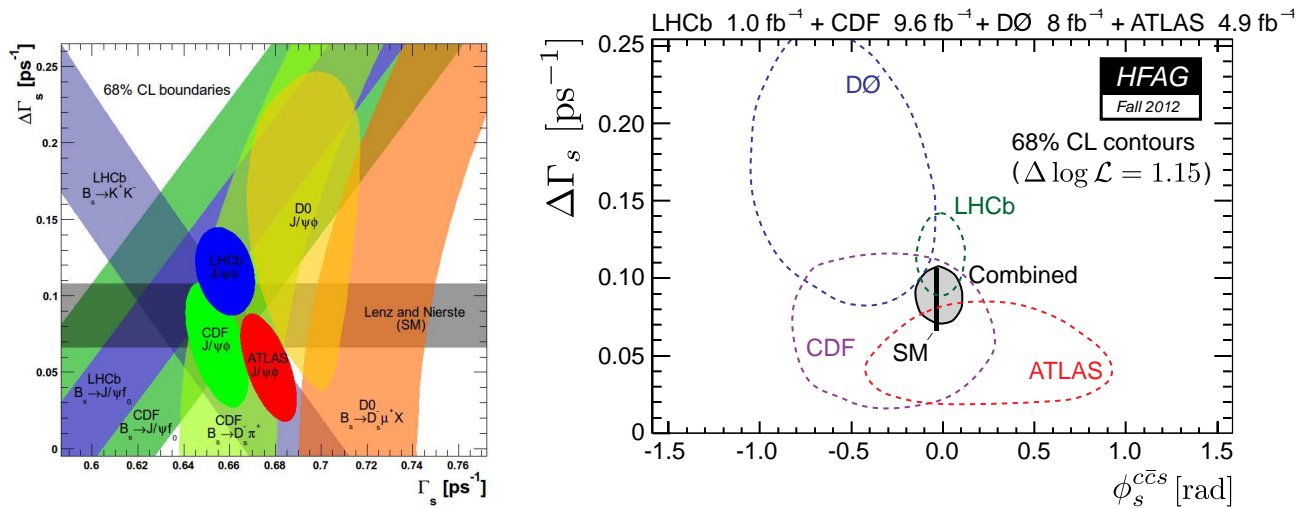 ΔΓs [ps-1]
0.25
0.2
0.15
0.1
0.05
0
68% CL boundaries
LHCb
Bs→K+K-
D0
J/ψϕ
LHCb
J/ψϕ
CDF
J/ψϕ
ATLAS
J/ψϕ
Lenz and Nierste
(SM)
LHCb
Bs→J/ψf0
CDF
Bs→J/ψf0
CDF
Bs→Ds-π+
D0
Bs→Ds-μ+X
0.6 0.62 0.64 0.66 0.68 0.7 0.72 0.74 0.76
Γs [ps-1]
LHCb 1.0 fb−1 + CDF 9.6 fb−1 + DØ 8 fb−1 + ATLAS 4.9 fb−1
ΔΓs [ps−1]
0.25
0.20
0.15
0.10
0.05
0
HFAG
Fall 2012
68% CL contours
(Δ log ℒ = 1.15)
DØ
LHCb
Combined
CDF
SM
ATLAS
-1.5 -1.0 -0.5 0.0 0.5 1.0 1.5
ϕs^cc̄s [rad]